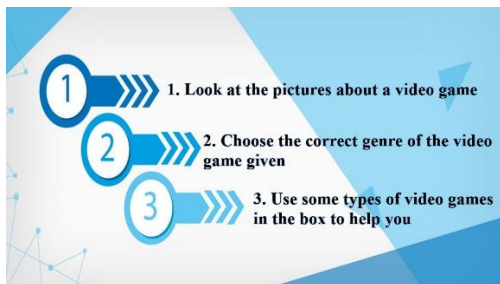 1
1. Look at the pictures about a video game
2
2. Choose the correct genre of the video
game given
3
3. Use some types of video games
in the box to help you